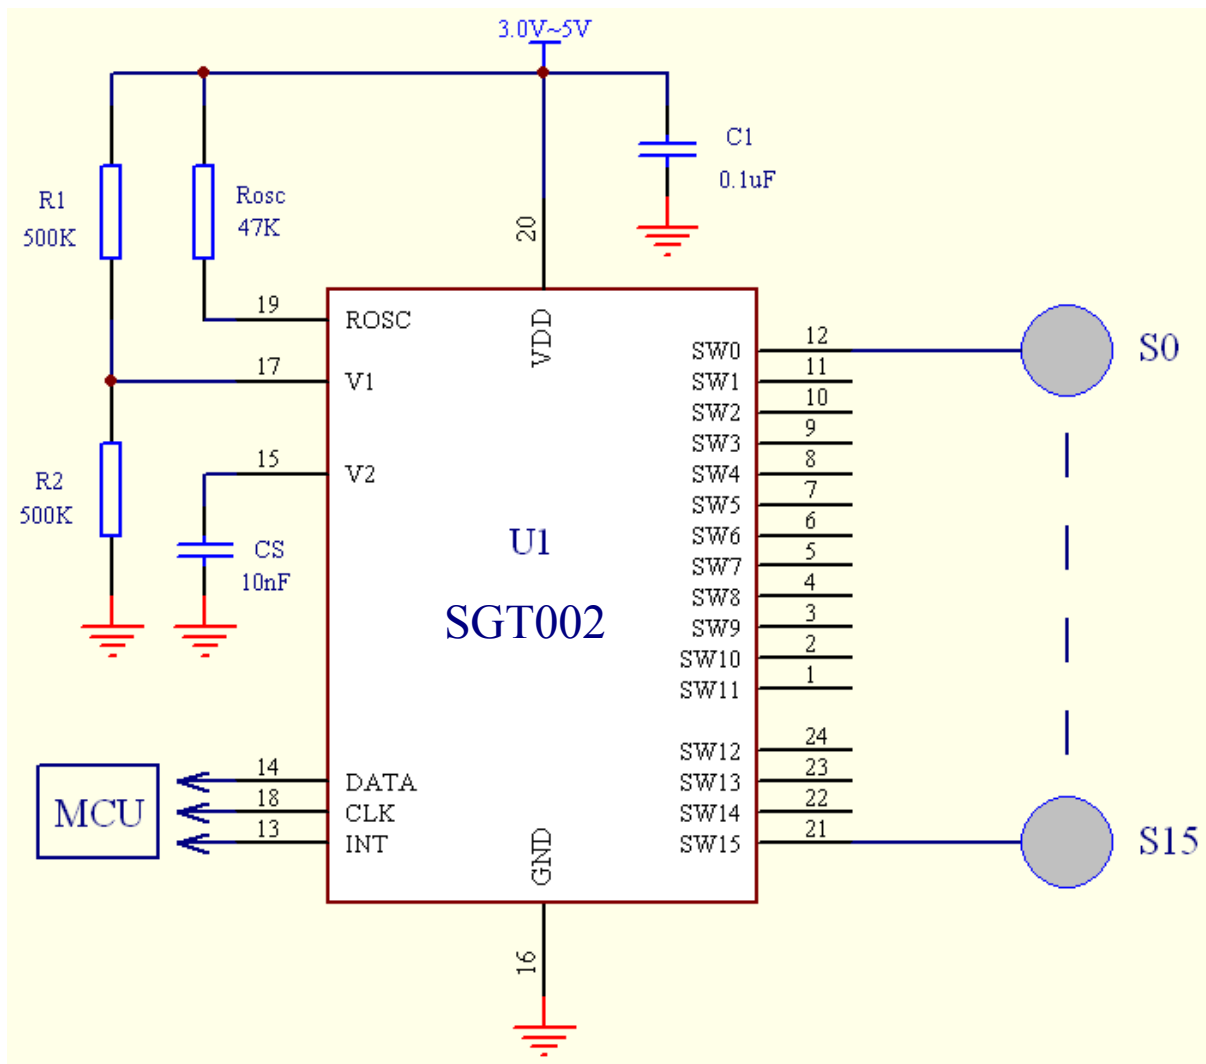 3.0V~5V
C1
0.1uF
R1
500K
Rosc
47K
20
19
ROSC
VDD
17
V1
15
V2
R2
500K
CS
10nF
U1
SGT002
SW0
12
S0
SW1
11
SW2
10
SW3
9
SW4
8
SW5
7
SW6
6
SW7
5
SW8
4
SW9
3
SW10
2
SW11
1
SW12
24
SW13
23
SW14
22
SW15
21
S15
MCU
14
DATA
18
CLK
13
INT
GND
16